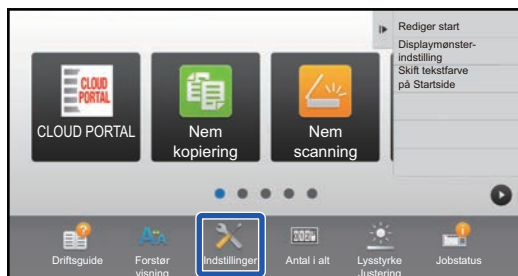 Rediger start
Displaymønster-
indstilling
Skift tekstfarve
på Startside
CLOUD
PORTAL
CLOUD PORTAL
Nem
kopiering
Nem
scanning
Driftsguide
Forstør
visning
Indstillinger
Antal i alt
Lysstyrke
Justering
Jobstatus